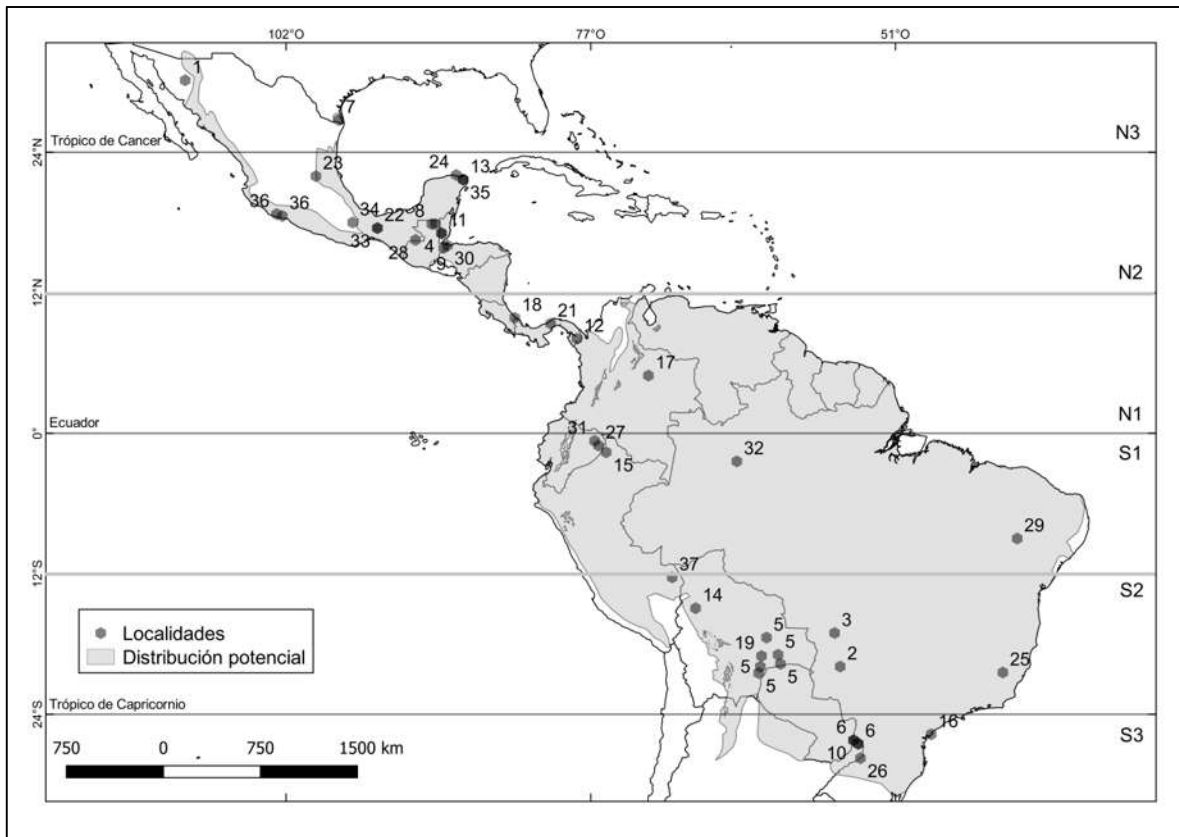 102°O 77°O 51°O
1
7
N3
Trópico de Cancer
24°N
23 24 13
35
36 36 34 22 8 11
33 28 4
9 30
N2
12°N
18 21 12
17
N1
Ecuador
0°
31 27
S1
15 32
29
37
12°S
S2
14 5 3
19 5
2
5 5 25
5
Localidades
Distribución potencial
Trópico de Capricornio
24°S
16
6 6
S3
10
26
750 0 750 1500 km